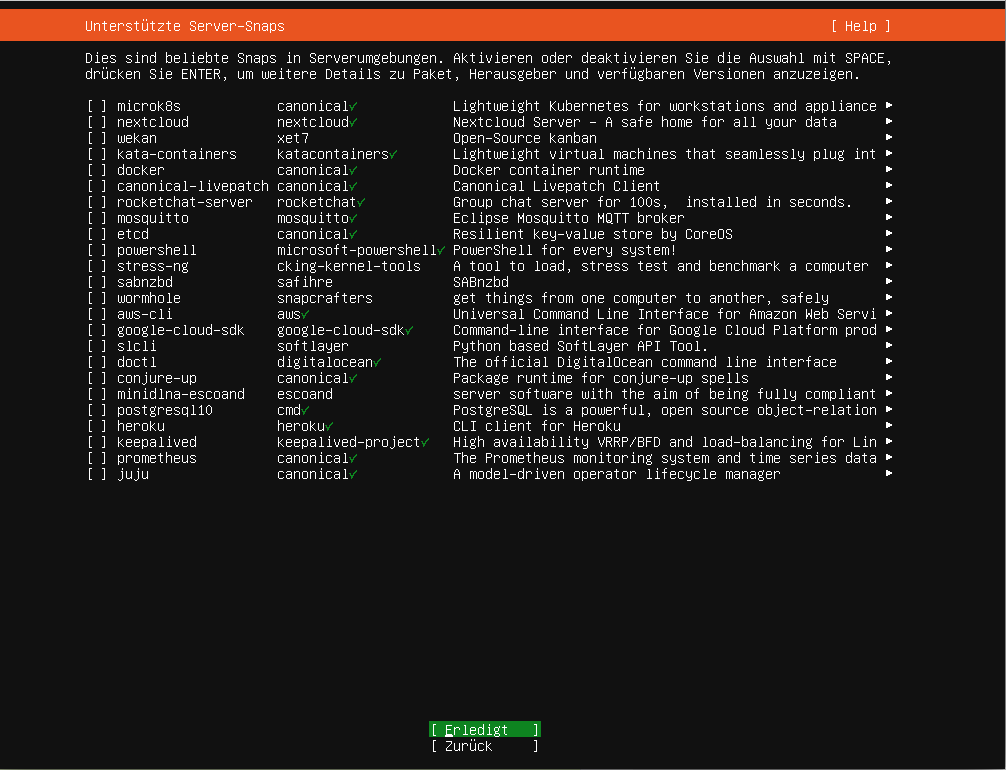 Unterstützte Server-Snaps [ Help ]
Dies sind beliebte Snaps in Serverumgebungen. Aktivieren oder deaktivieren Sie die Auswahl mit SPACE,
drücken Sie ENTER, um weitere Details zu Paket, Herausgeber und verfügbaren Versionen anzuzeigen.
[ ] microk8s canonical✓ Lightweight Kubernetes for workstations and appliance ▸
[ ] nextcloud nextcloud✓ Nextcloud Server - A safe home for all your data ▸
[ ] wekan xet7 Open-Source kanban ▸
[ ] kata-containers katacontainers✓ Lightweight virtual machines that seamlessly plug int ▸
[ ] docker canonical✓ Docker container runtime ▸
[ ] canonical-livepatch canonical✓ Canonical Livepatch Client ▸
[ ] rocketchat-server rocketchat✓ Group chat server for 100s, installed in seconds. ▸
[ ] mosquitto mosquitto✓ Eclipse Mosquitto MQTT broker ▸
[ ] etcd canonical✓ Resilient key-value store by CoreOS ▸
[ ] powershell microsoft-powershell✓ PowerShell for every system! ▸
[ ] stress-ng cking-kernel-tools A tool to load, stress test and benchmark a computer ▸
[ ] sabnzbd safihre SABnzbd ▸
[ ] wormhole snapcrafters get things from one computer to another, safely ▸
[ ] aws-cli aws✓ Universal Command Line Interface for Amazon Web Servi ▸
[ ] google-cloud-sdk google-cloud-sdk✓ Command-line interface for Google Cloud Platform prod ▸
[ ] slcli softlayer Python based SoftLayer API Tool. ▸
[ ] doctl digitalocean✓ The official DigitalOcean command line interface ▸
[ ] conjure-up canonical✓ Package runtime for conjure-up spells ▸
[ ] minidlna-escoand escoand server software with the aim of being fully compliant ▸
[ ] postgresql10 cmd✓ PostgreSQL is a powerful, open source object-relation ▸
[ ] heroku heroku✓ CLI client for Heroku ▸
[ ] keepalived keepalived-project✓ High availability VRRP/BFD and load-balancing for Lin ▸
[ ] prometheus canonical✓ The Prometheus monitoring system and time series data ▸
[ ] juju canonical✓ A model-driven operator lifecycle manager ▸
[ Erledigt ]
[ Zurück ]